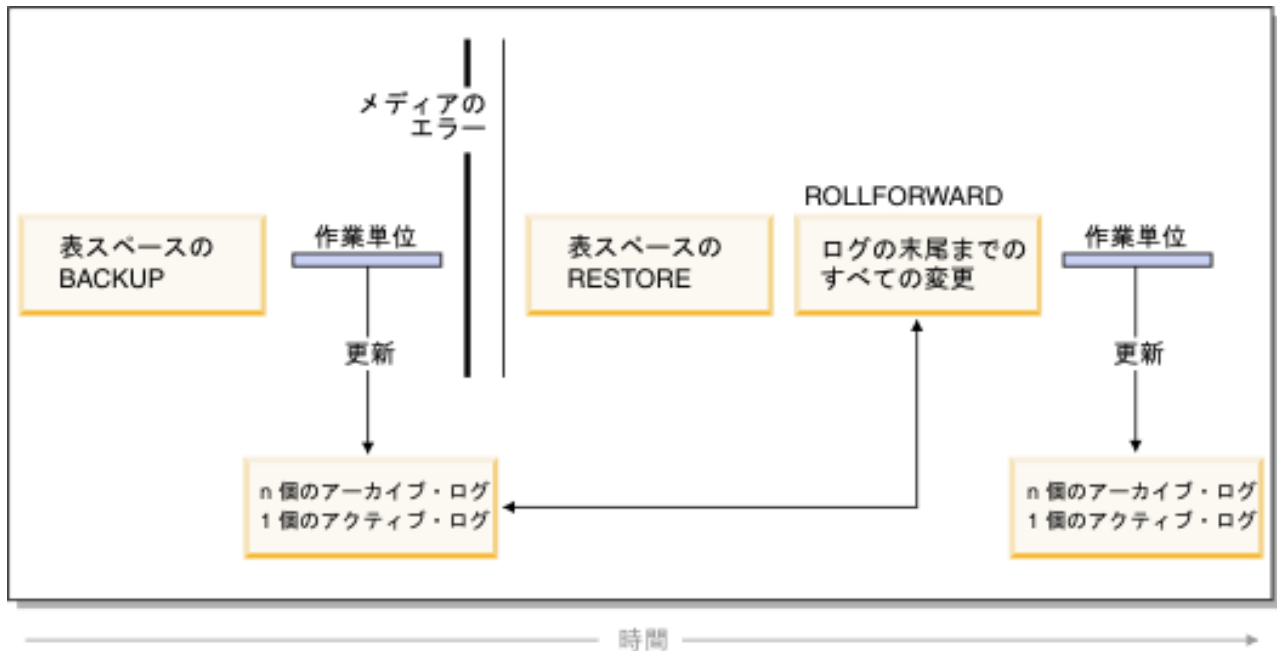 メディアの
エラー
表スペースの
BACKUP
作業単位
更新
n 個のアーカイブ・ログ
1 個のアクティブ・ログ
表スペースの
RESTORE
ROLLFORWARD
ログの末尾までの
すべての変更
作業単位
更新
n 個のアーカイブ・ログ
1 個のアクティブ・ログ
時間